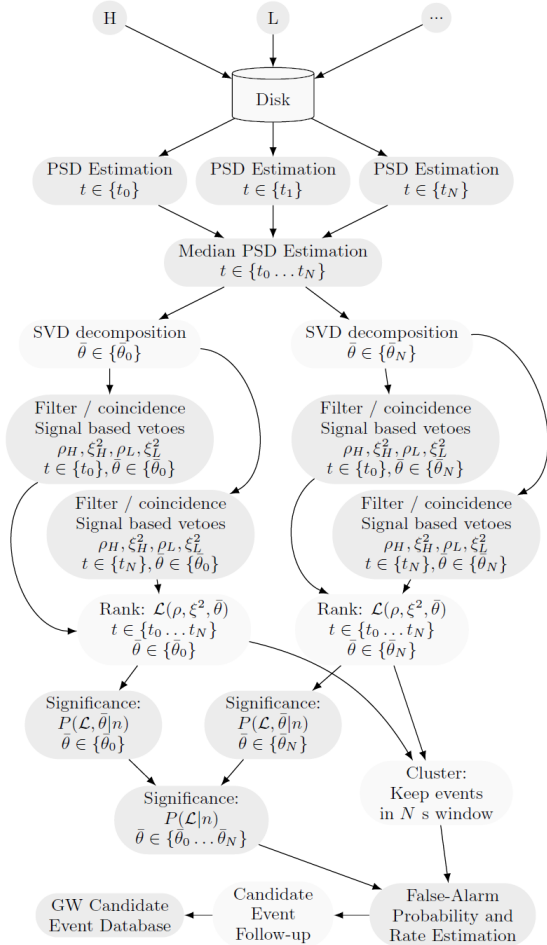 H
L
...
Disk
PSD Estimation
t ∈ {t₀}
PSD Estimation
t ∈ {t₁}
PSD Estimation
t ∈ {t_N}
Median PSD Estimation
t ∈ {t₀ … t_N}
SVD decomposition
θ̄ ∈ {θ̄₀}
SVD decomposition
θ̄ ∈ {θ̄_N}
Filter / coincidence
Signal based vetoes
ρ_H, ξ²_H, ρ_L, ξ²_L
t ∈ {t₀}, θ̄ ∈ {θ̄₀}
Filter / coincidence
Signal based vetoes
ρ_H, ξ²_H, ρ_L, ξ²_L
t ∈ {t₀}, θ̄ ∈ {θ̄_N}
Filter / coincidence
Signal based vetoes
ρ_H, ξ²_H, ρ_L, ξ²_L
t ∈ {t_N}, θ̄ ∈ {θ̄₀}
Filter / coincidence
Signal based vetoes
ρ_H, ξ²_H, ρ_L, ξ²_L
t ∈ {t_N}, θ̄ ∈ {θ̄_N}
Rank: 𝓛(ρ, ξ², θ̄)
t ∈ {t₀ … t_N}
θ̄ ∈ {θ̄₀}
Rank: 𝓛(ρ, ξ², θ̄)
t ∈ {t₀ … t_N}
θ̄ ∈ {θ̄_N}
Significance:
P(𝓛, θ̄|n)
θ̄ ∈ {θ̄₀}
Significance:
P(𝓛, θ̄|n)
θ̄ ∈ {θ̄_N}
Cluster:
Keep events
in N s window
Significance:
P(𝓛|n)
θ̄ ∈ {θ̄₀ … θ̄_N}
GW Candidate
Event Database
Candidate
Event
Follow-up
False-Alarm
Probability and
Rate Estimation